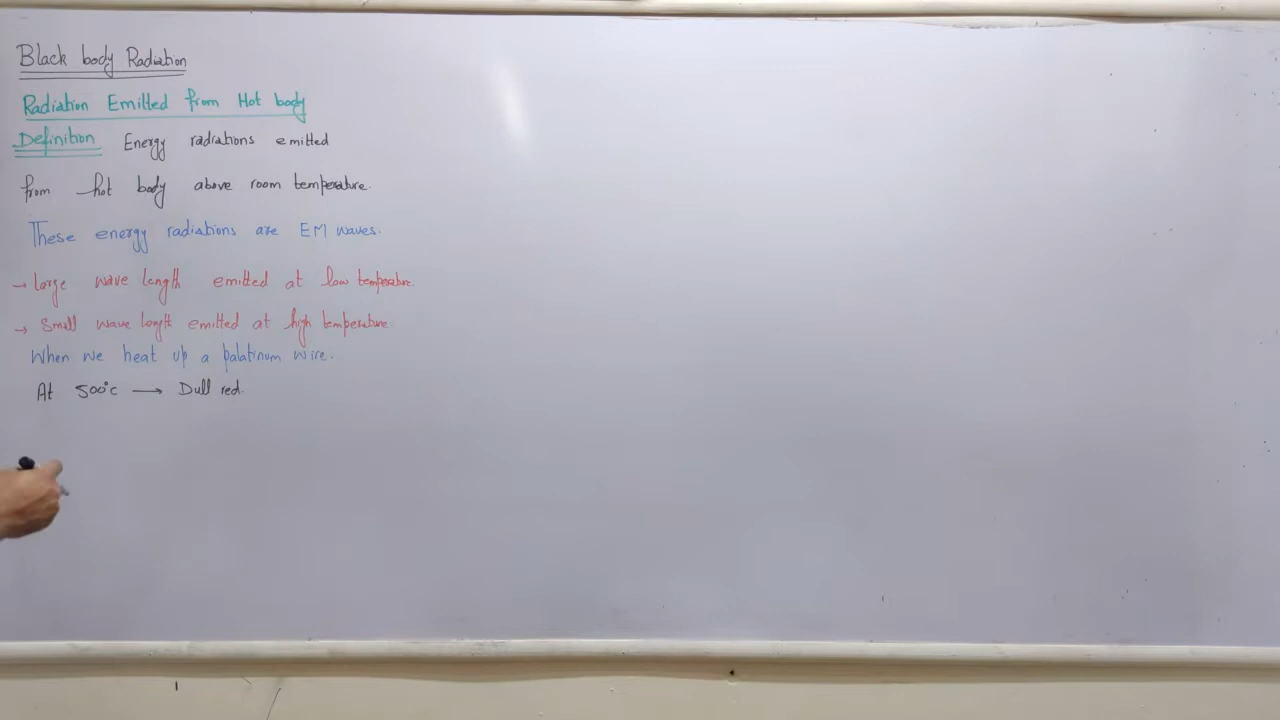 Black body Radiation
Radiation Emitted from Hot body
Definition Energy radiations emitted
from hot body above room temperature.
These energy radiations are EM waves.
→ Large wave length emitted at low temperature.
→ Small wave length emitted at high temperature.
When we heat up a palatinum wire.
At 500°c → Dull red.